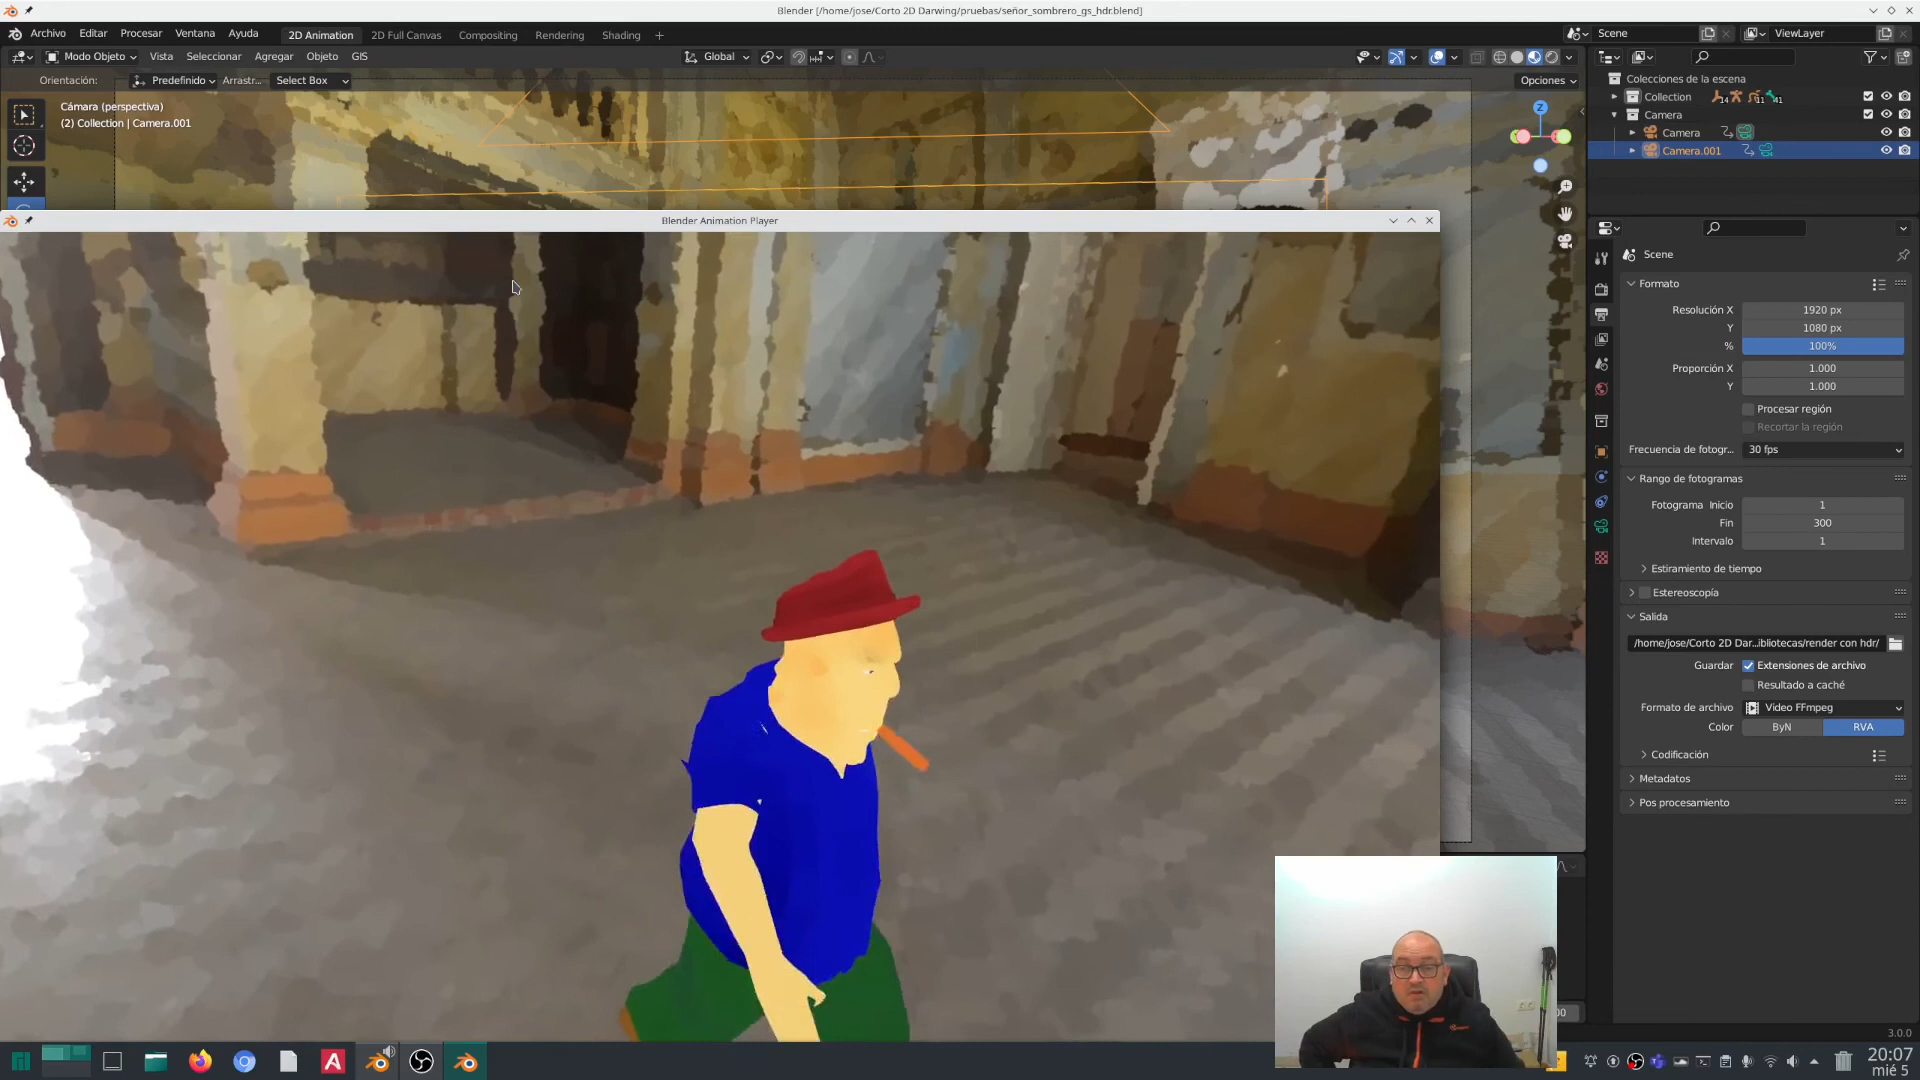 Blender [/home/jose/Corto 2D Darwing/pruebas/señor_sombrero_gs_hdr.blend]
Archivo Editar Procesar Ventana Ayuda 2D Animation 2D Full Canvas Compositing Rendering Shading + Scene ViewLayer
Modo Objeto Vista Seleccionar Agregar Objeto GIS Global
Orientación: Predefinido Arrastr... Select Box Opciones
Cámara (perspectiva)
(2) Collection | Camera.001
Z
Colecciones de la escena
Collection 14 11 41
Camera
Camera
Camera.001
Blender Animation Player
Scene
Formato
Resolución X 1920 px
Y 1080 px
% 100%
Proporción X 1.000
Y 1.000
Procesar región
Recortar la región
Frecuencia de fotogr... 30 fps
Rango de fotogramas
Fotograma Inicio 1
Fin 300
Intervalo 1
Estiramiento de tiempo
Estereoscopía
Salida
/home/jose/Corto 2D Dar...ibliotecas/render con hdr/
Guardar Extensiones de archivo
Resultado a caché
Formato de archivo Video FFmpeg
Color ByN RVA
Codificación
Metadatos
Pos procesamiento
3.0.0
20:07
mié 5